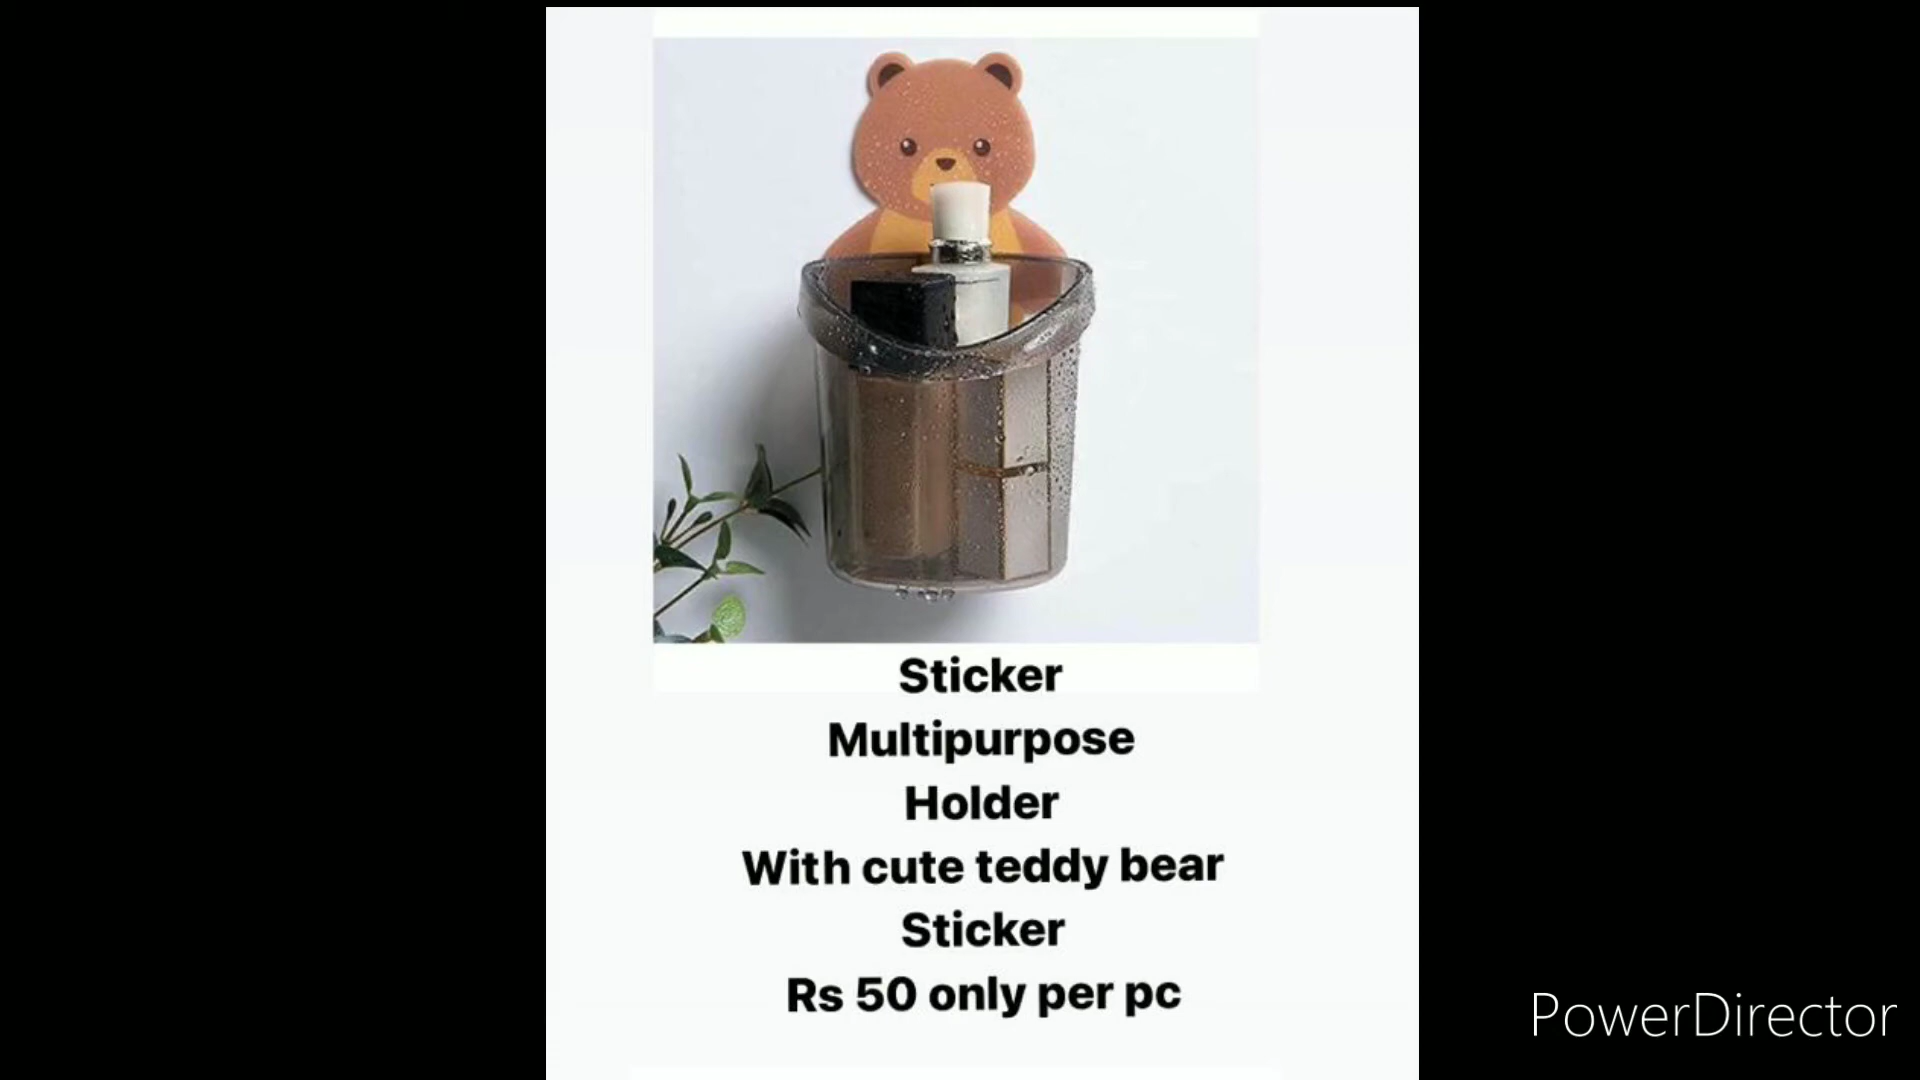 Sticker
Multipurpose
Holder
With cute teddy bear
Sticker
Rs 50 only per pc
PowerDirector